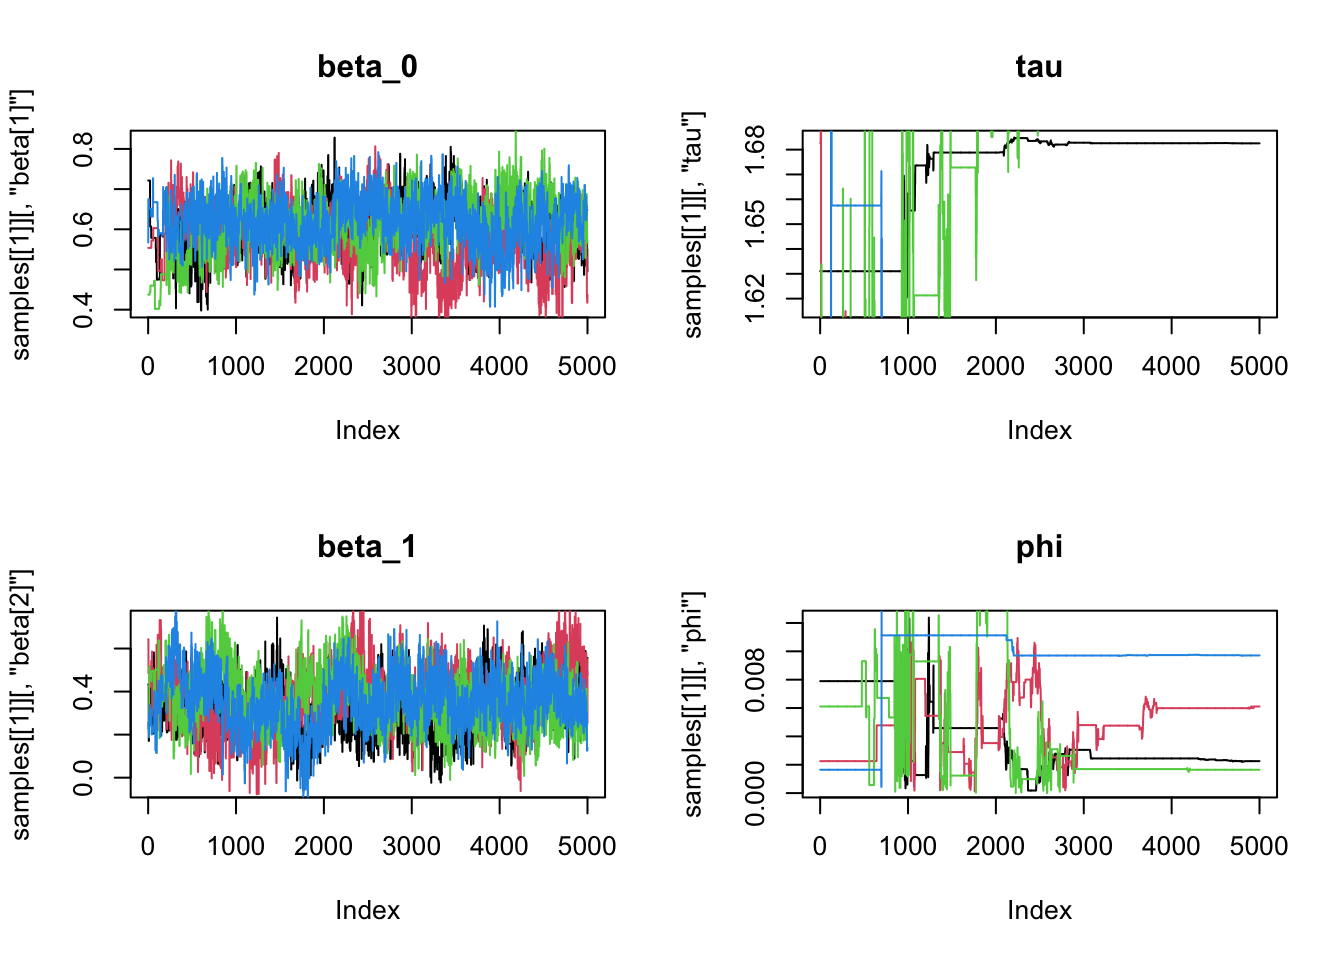 beta_0
samples[[1]][, "beta[1]"]
0.8
0.6
0.4
0 1000 2000 3000 4000 5000
Index
tau
samples[[1]][, "tau"]
1.68
1.65
1.62
0 1000 2000 3000 4000 5000
Index
beta_1
samples[[1]][, "beta[2]"]
0.4
0.0
0 1000 2000 3000 4000 5000
Index
phi
samples[[1]][, "phi"]
0.008
0.000
0 1000 2000 3000 4000 5000
Index